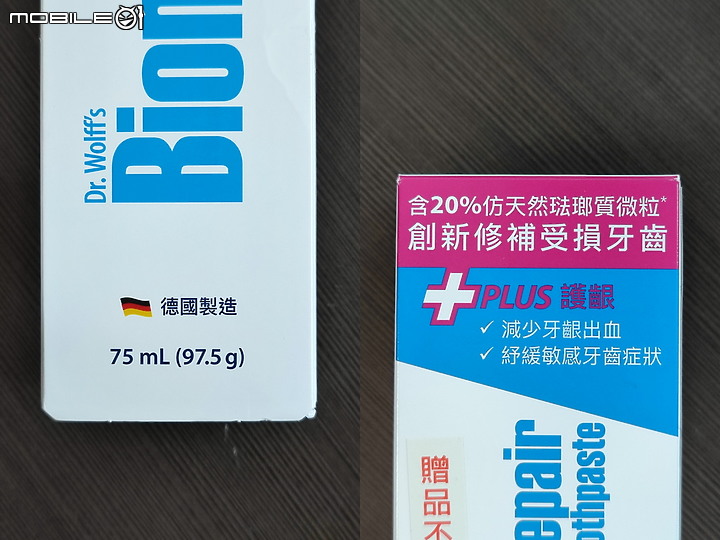 MOBILE01
Dr. Wolff's
Bion
德國製造
75 mL (97.5 g)
含20%仿天然琺瑯質微粒*
創新修補受損牙齒
PLUS 護齦
✓ 減少牙齦出血
✓ 紓緩敏感牙齒症狀
epair
othpaste
贈品不